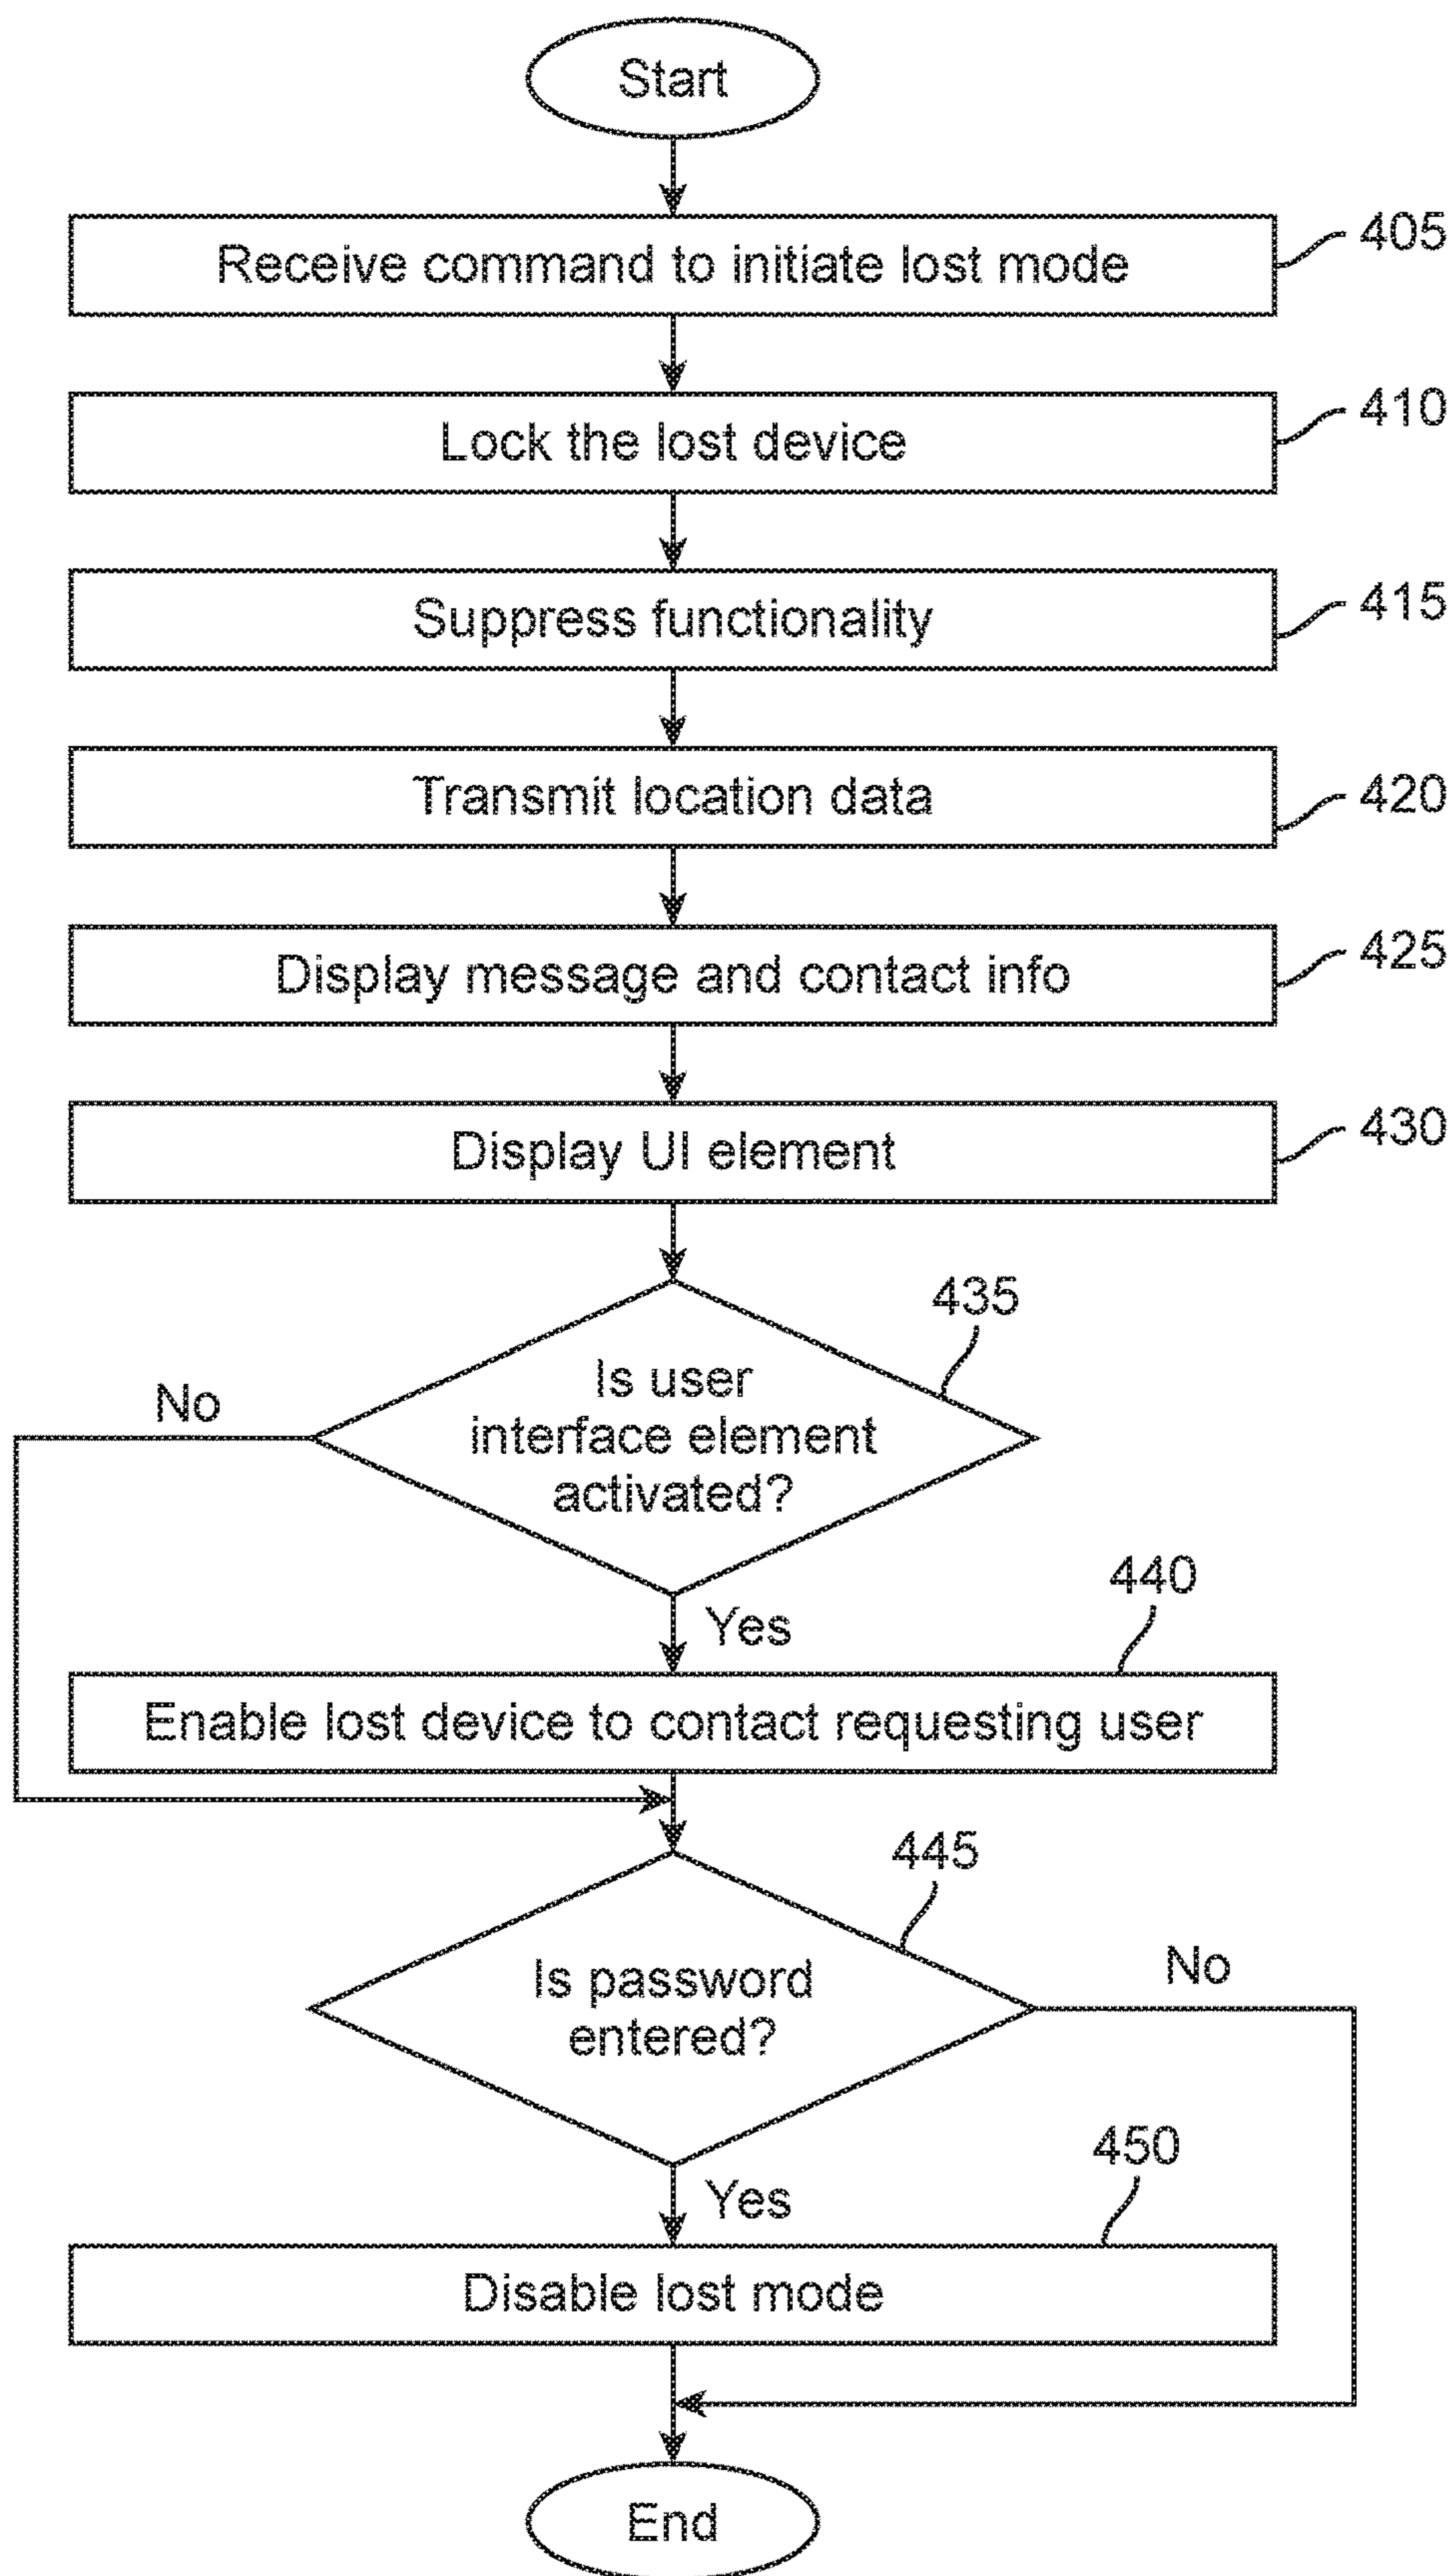 Start
Receive command to initiate lost mode
405
Lock the lost device
410
Suppress functionality
415
Transmit location data
420
Display message and contact info
425
Display UI element
430
435
Is user
interface element
activated?
No
Yes
440
Enable lost device to contact requesting user
445
Is password
entered?
No
Yes
450
Disable lost mode
End